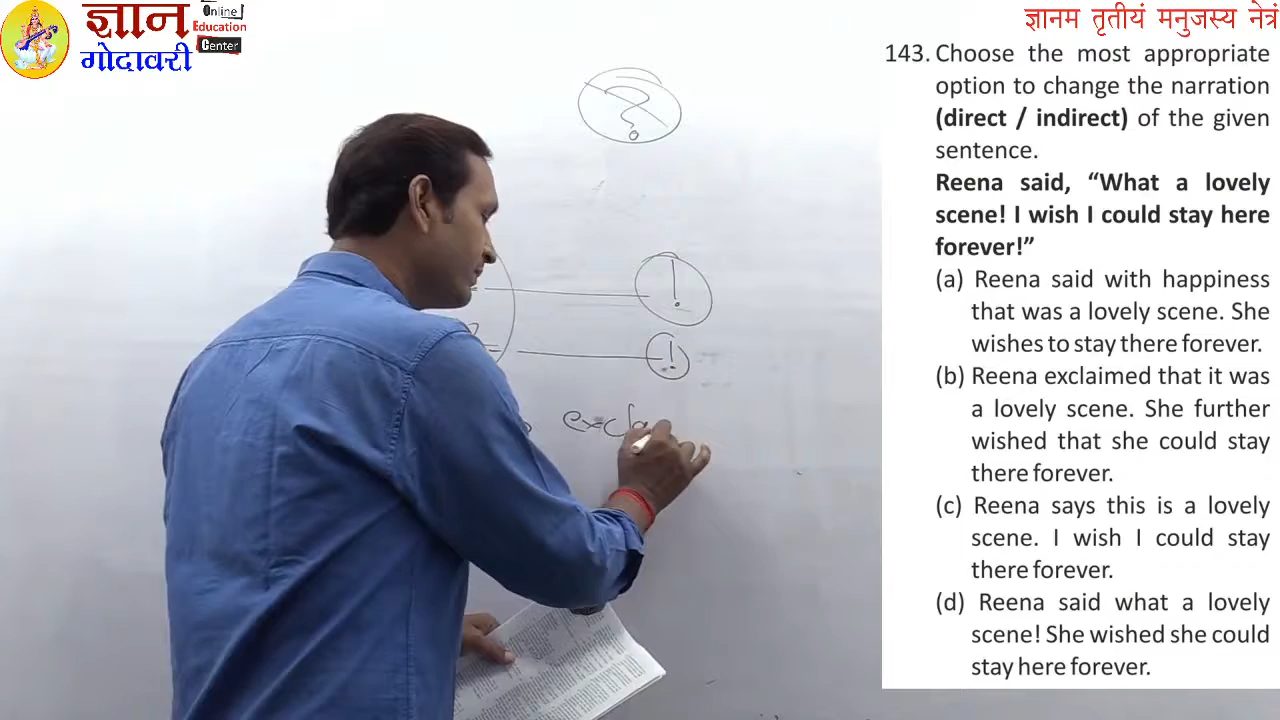 ज्ञान
Online
Education
Center
गोदावरी
ज्ञानम तृतीयं मनुजस्य नेत्रं
?
!
!
excla
143. Choose the most appropriate
option to change the narration
(direct / indirect) of the given
sentence.
Reena said, “What a lovely
scene! I wish I could stay here
forever!”
(a) Reena said with happiness
that was a lovely scene. She
wishes to stay there forever.
(b) Reena exclaimed that it was
a lovely scene. She further
wished that she could stay
there forever.
(c) Reena says this is a lovely
scene. I wish I could stay
there forever.
(d) Reena said what a lovely
scene! She wished she could
stay here forever.